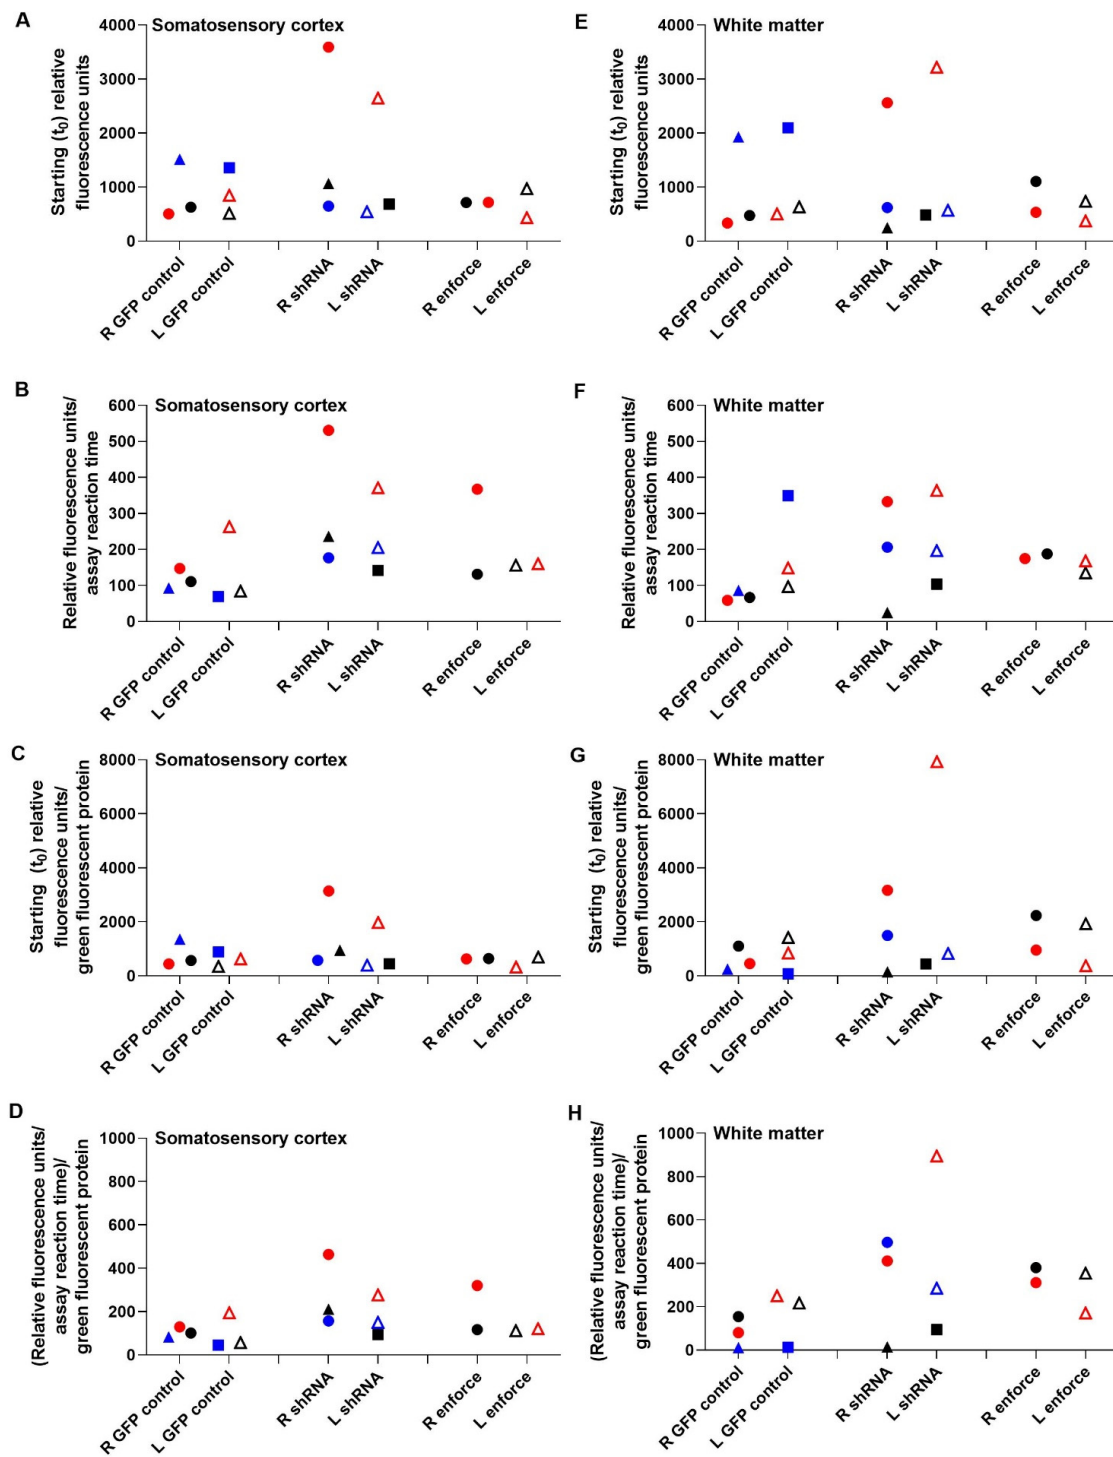 A
Somatosensory cortex
Starting (t0) relative
fluorescence units
4000
3000
2000
1000
0
R GFP control
L GFP control
R shRNA
L shRNA
R enforce
L enforce
E
White matter
Starting (t0) relative
fluorescence units
4000
3000
2000
1000
0
R GFP control
L GFP control
R shRNA
L shRNA
R enforce
L enforce
B
Somatosensory cortex
Relative fluorescence units/
assay reaction time
600
500
400
300
200
100
0
R GFP control
L GFP control
R shRNA
L shRNA
R enforce
L enforce
F
White matter
Relative fluorescence units/
assay reaction time
600
500
400
300
200
100
0
R GFP control
L GFP control
R shRNA
L shRNA
R enforce
L enforce
C
Somatosensory cortex
Starting (t0) relative
fluorescence units/
green fluorescent protein
8000
6000
4000
2000
0
R GFP control
L GFP control
R shRNA
L shRNA
R enforce
L enforce
G
White matter
Starting (t0) relative
fluorescence units/
green fluorescent protein
8000
6000
4000
2000
0
R GFP control
L GFP control
R shRNA
L shRNA
R enforce
L enforce
D
Somatosensory cortex
(Relative fluorescence units/
assay reaction time)/
green fluorescent protein
1000
800
600
400
200
0
R GFP control
L GFP control
R shRNA
L shRNA
R enforce
L enforce
H
White matter
(Relative fluorescence units/
assay reaction time)/
green fluorescent protein
1000
800
600
400
200
0
R GFP control
L GFP control
R shRNA
L shRNA
R enforce
L enforce